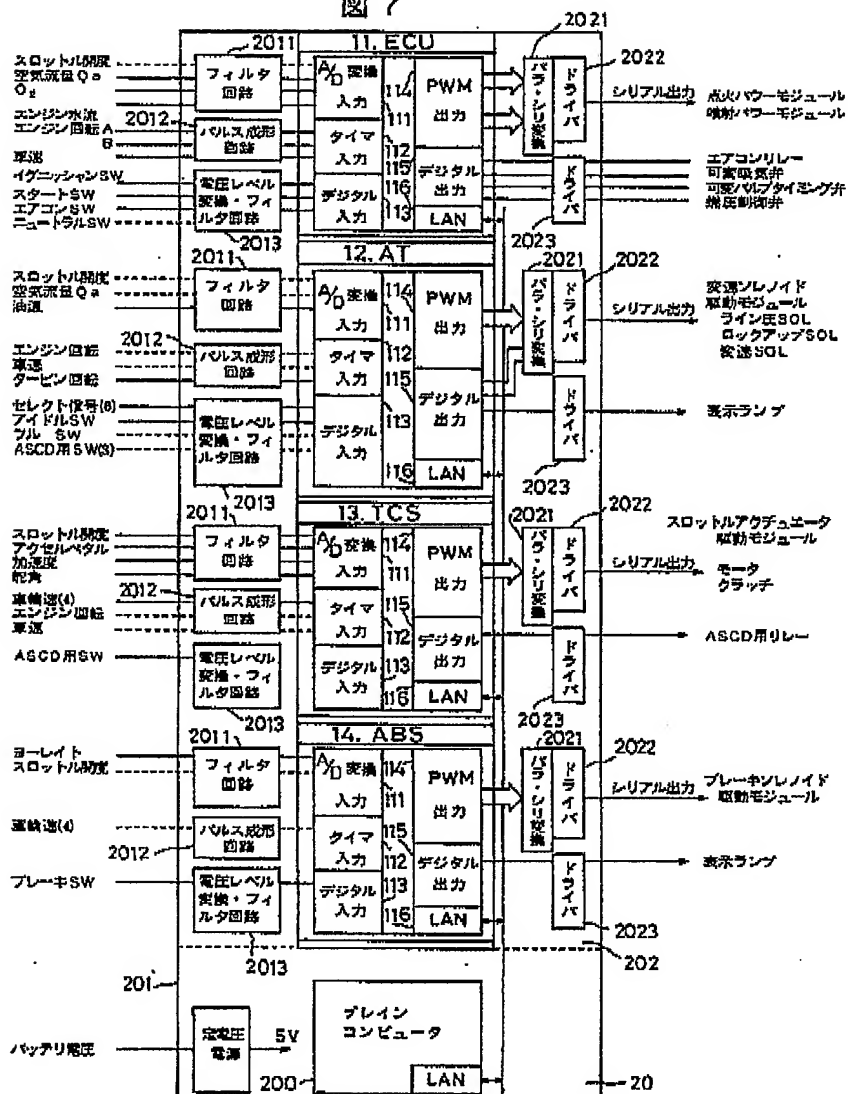 図 7
11. ECU
2011
スロットル開度
空気流量Qa
O₂
エンジン水温
フィルタ
回路
A/D 変換
入力
114
111
PWM
出力
2021
パラ・シリ変換
2022
ドライバ
シリアル出力
点火パワーモジュール
噴射パワーモジュール
エンジン回転 A
B
車速
2012
パルス成形
回路
タイマ
入力
112
115
イグニッションSW
スタートSW
エアコンSW
ニュートラルSW
電圧レベル
変換・フィ
ルタ回路
2013
デジタル
入力
116
113
デジタル
出力
LAN
ドライバ
2023
エアコンリレー
可変吸気弁
可変バルブタイミング弁
12. AT
2011
スロットル開度
空気流量Qa
油温
フィルタ
回路
A/D 変換
入力
114
111
PWM
出力
2021
パラ・シリ変換
2022
ドライバ
シリアル出力
変速ソレノイド
駆動モジュール
ライン圧SOL
ロックアップSOL
変速SOL
エンジン回転
車速
タービン回転
2012
パルス成形
回路
タイマ
入力
112
115
セレクト信号(6)
アイドルSW
フル SW
ASCD用SW(3)
電圧レベル
変換・フィ
ルタ回路
2013
デジタル
入力
113
116
デジタル
出力
LAN
ドライバ
2023
表示ランプ
13. TCS
2011
スロットル開度
アクセルペタル
加速度
舵角
フィルタ
回路
A/D 変換
入力
114
111
PWM
出力
2021
パラ・シリ変換
2022
ドライバ
シリアル出力
スロットルアクチュエータ
駆動モジュール
モータ
クラッチ
車輪速(4)
エンジン回転
車速
2012
パルス成形
回路
タイマ
入力
115
112
ASCD用SW
電圧レベル
変換・フィ
ルタ回路
2013
デジタル
入力
113
116
デジタル
出力
LAN
ドライバ
2023
ASCD用リレー
14. ABS
2011
ヨーレイト
スロットル開度
フィルタ
回路
A/D 変換
入力
114
111
PWM
出力
2021
パラ・シリ変換
2022
ドライバ
シリアル出力
ブレーキソレノイド
駆動モジュール
車輪速(4)
2012
パルス成形
回路
タイマ
入力
115
112
ブレーキSW
電圧レベル
変換・フィ
ルタ回路
2013
デジタル
入力
113
116
デジタル
出力
LAN
ドライバ
2023
表示ランプ
202
201
バッテリ電圧
定電圧
電源
5V
200
ブレイン
コンピュータ
LAN
20